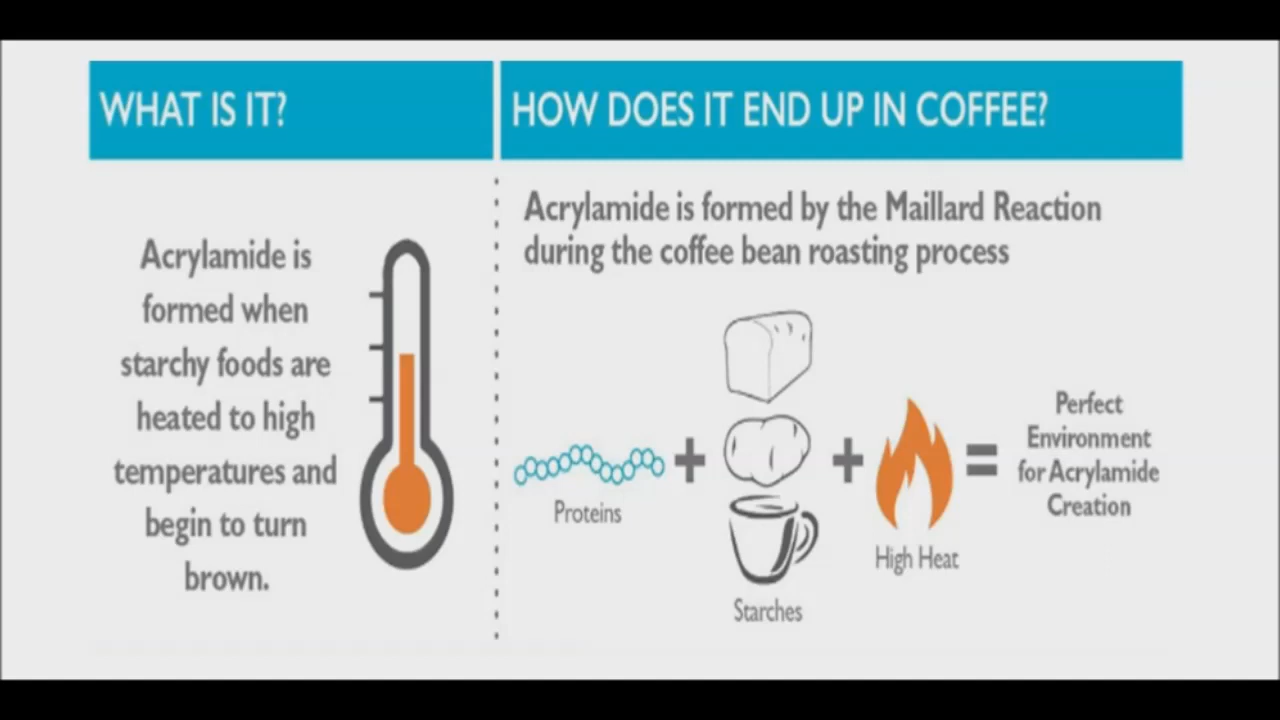 WHAT IS IT?
Acrylamide is
formed when
starchy foods are
heated to high
temperatures and
begin to turn
brown.
HOW DOES IT END UP IN COFFEE?
Acrylamide is formed by the Maillard Reaction
during the coffee bean roasting process
Proteins
Starches
High Heat
Perfect
Environment
for Acrylamide
Creation